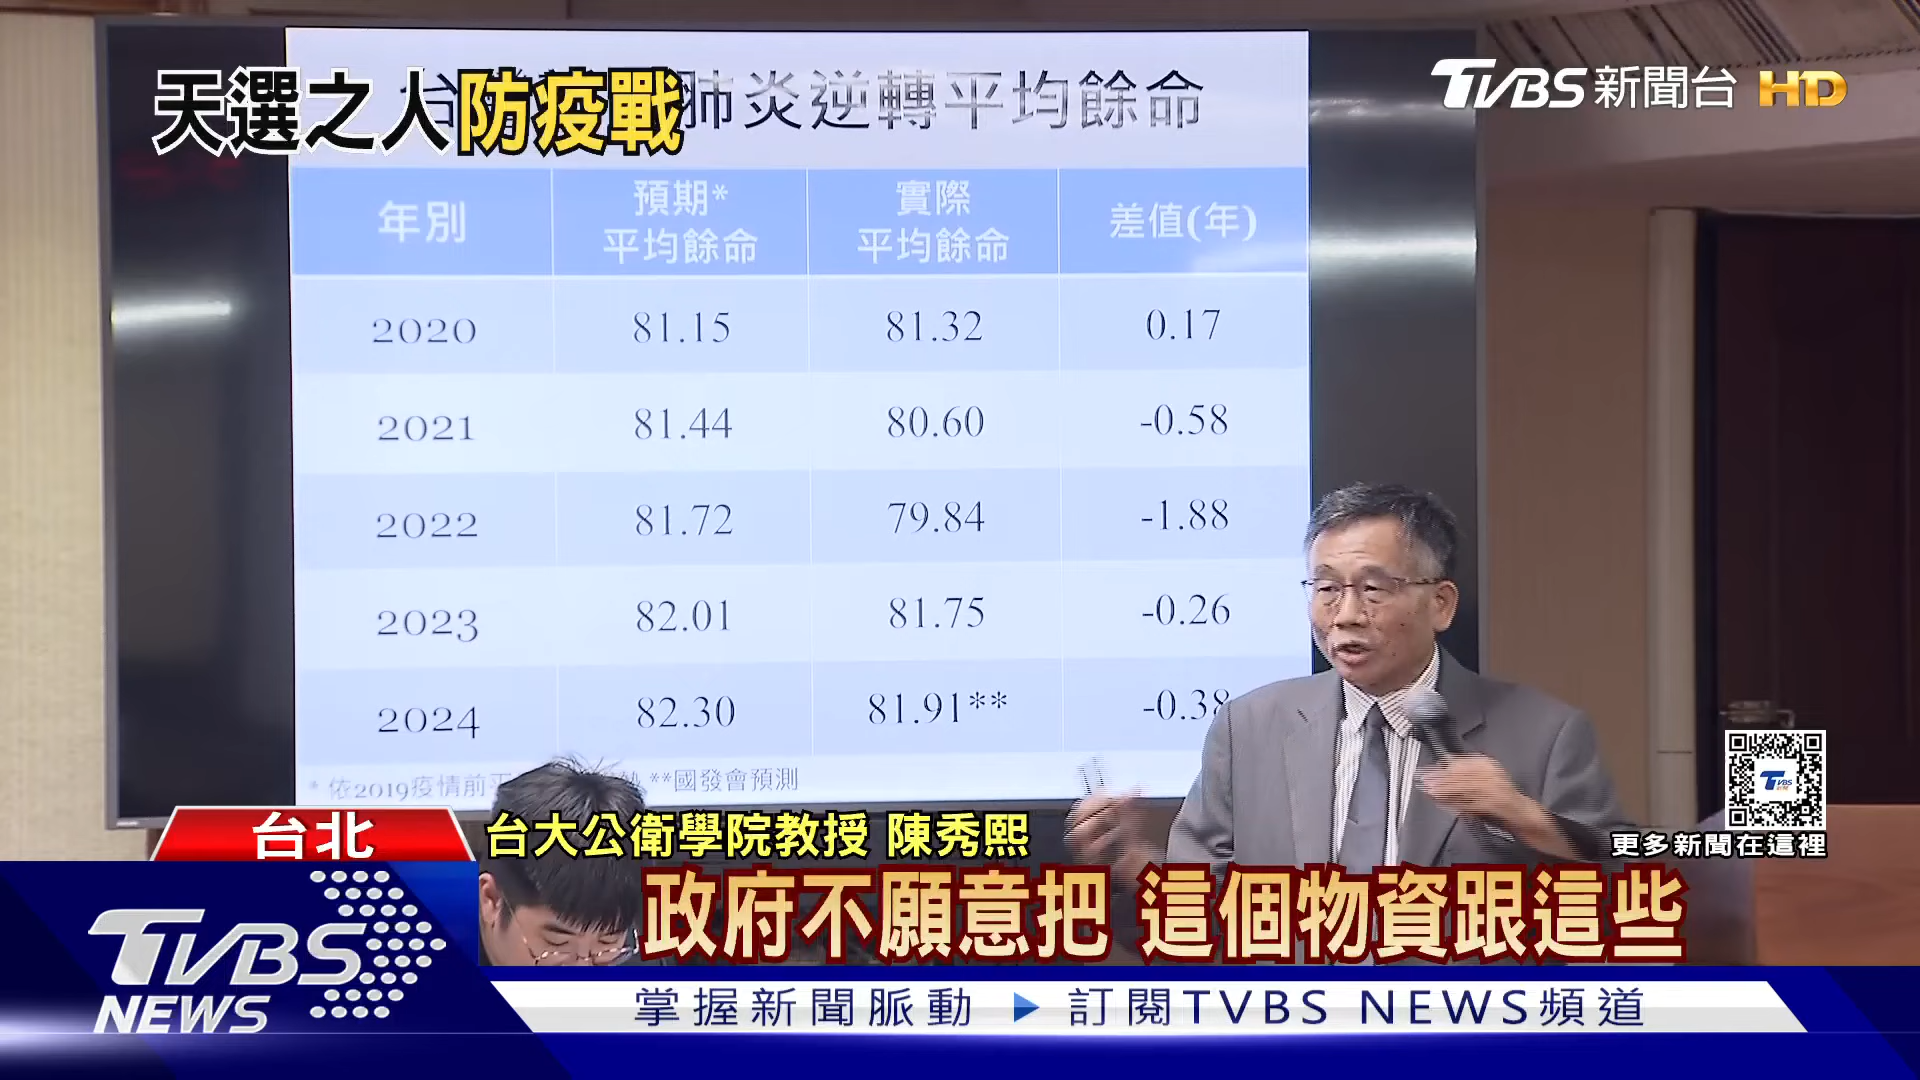 天選之人防疫戰
肺炎逆轉平均餘命
TVBS新聞台 HD
年別 預期* 平均餘命 實際 平均餘命 差值(年)
2020 81.15 81.32 0.17
2021 81.44 80.60 -0.58
2022 81.72 79.84 -1.88
2023 82.01 81.75 -0.26
2024 82.30 81.91** -0.38
* 依2019疫情前 **國發會預測
TVBS 新聞
更多新聞在這裡
台北
台大公衛學院教授 陳秀熙
政府不願意把 這個物資跟這些
TVBS
NEWS
掌握新聞脈動 ▶ 訂閱TVBS NEWS頻道